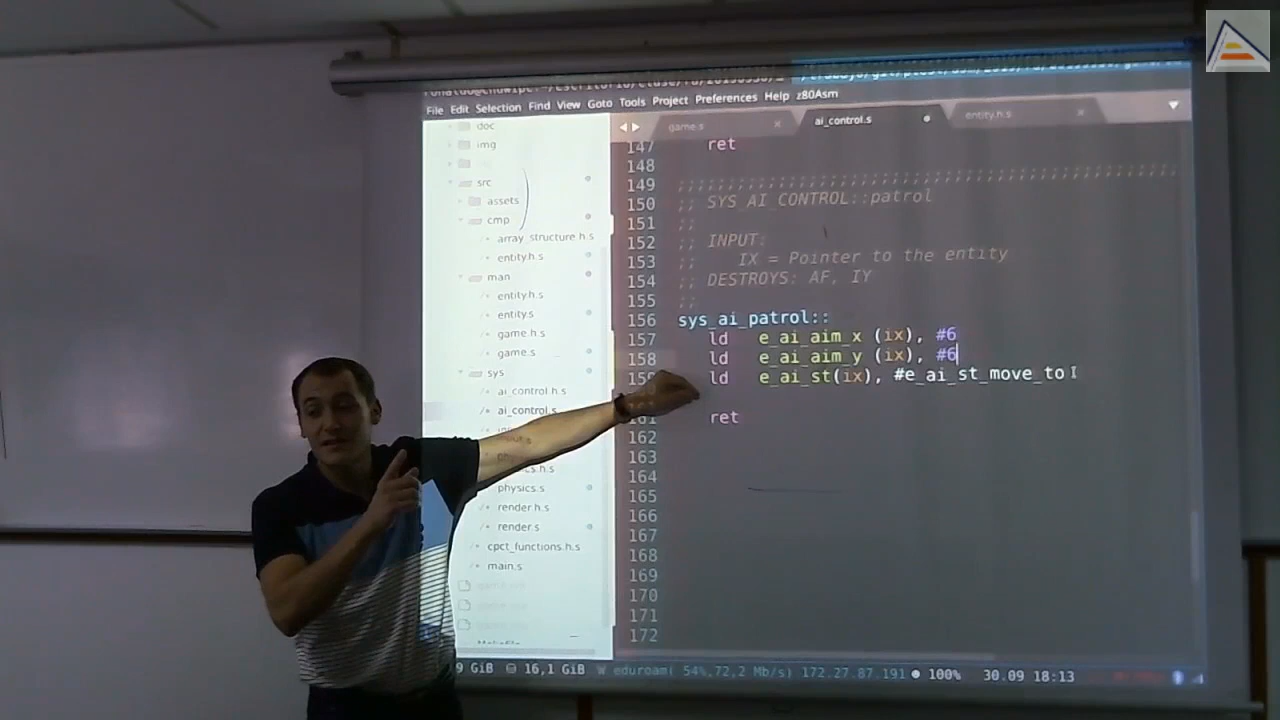 File Edit Selection Find View Goto Tools Project Preferences Help z80Asm
game.s
ai_control.s
entity.h.s
doc
img
src
assets
cmp
array_structure.h.s
entity.h.s
man
entity.h.s
entity.s
game.h.s
game.s
sys
ai_control.h.s
ai_control.s
physics.s
render.h.s
render.s
cpct_functions.h.s
main.s
147 ret
148
149 ;;;;;;;;;;;;;;;;;;;;;;;;;;;;;;;;;;;;;;;;;;;;;;;;;;
150 ;; SYS_AI_CONTROL::patrol
151 ;;
152 ;; INPUT:
153 ;; IX = Pointer to the entity
154 ;; DESTROYS: AF, IY
155 ;;
156 sys_ai_patrol::
157 ld e_ai_aim_x (ix), #6
158 ld e_ai_aim_y (ix), #6
ld e_ai_st(ix), #e_ai_st_move_to
161 ret
162
163
164
165
166
167
168
169
170
171
172
9 GiB 16,1 GiB W eduroam( 54%,72,2 Mb/s) 172.27.87.191 100% 30.09 18:13